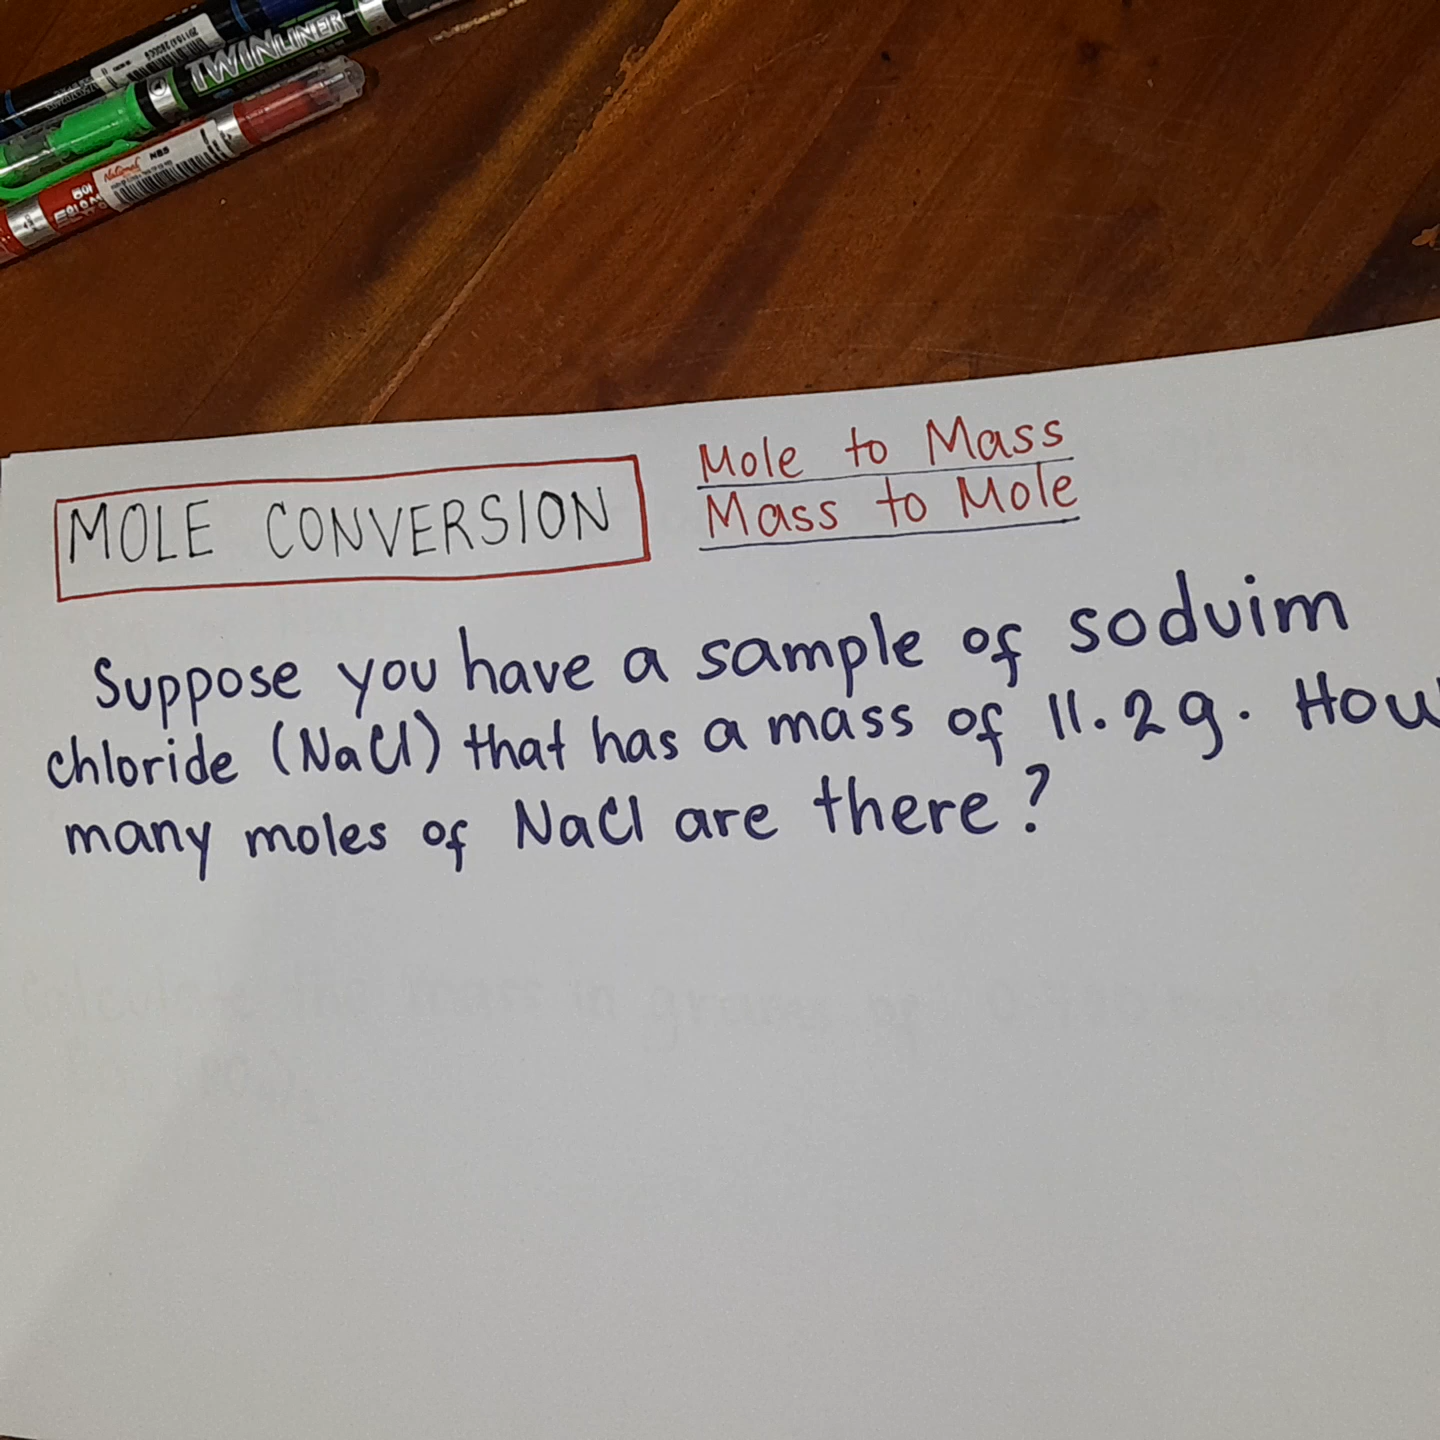 TWINLINER
National
MOLE CONVERSION
Mole to Mass
Mass to Mole
Suppose you have a sample of soduim
chloride (NaCl) that has a mass of 11.2g. How
many moles of NaCl are there?